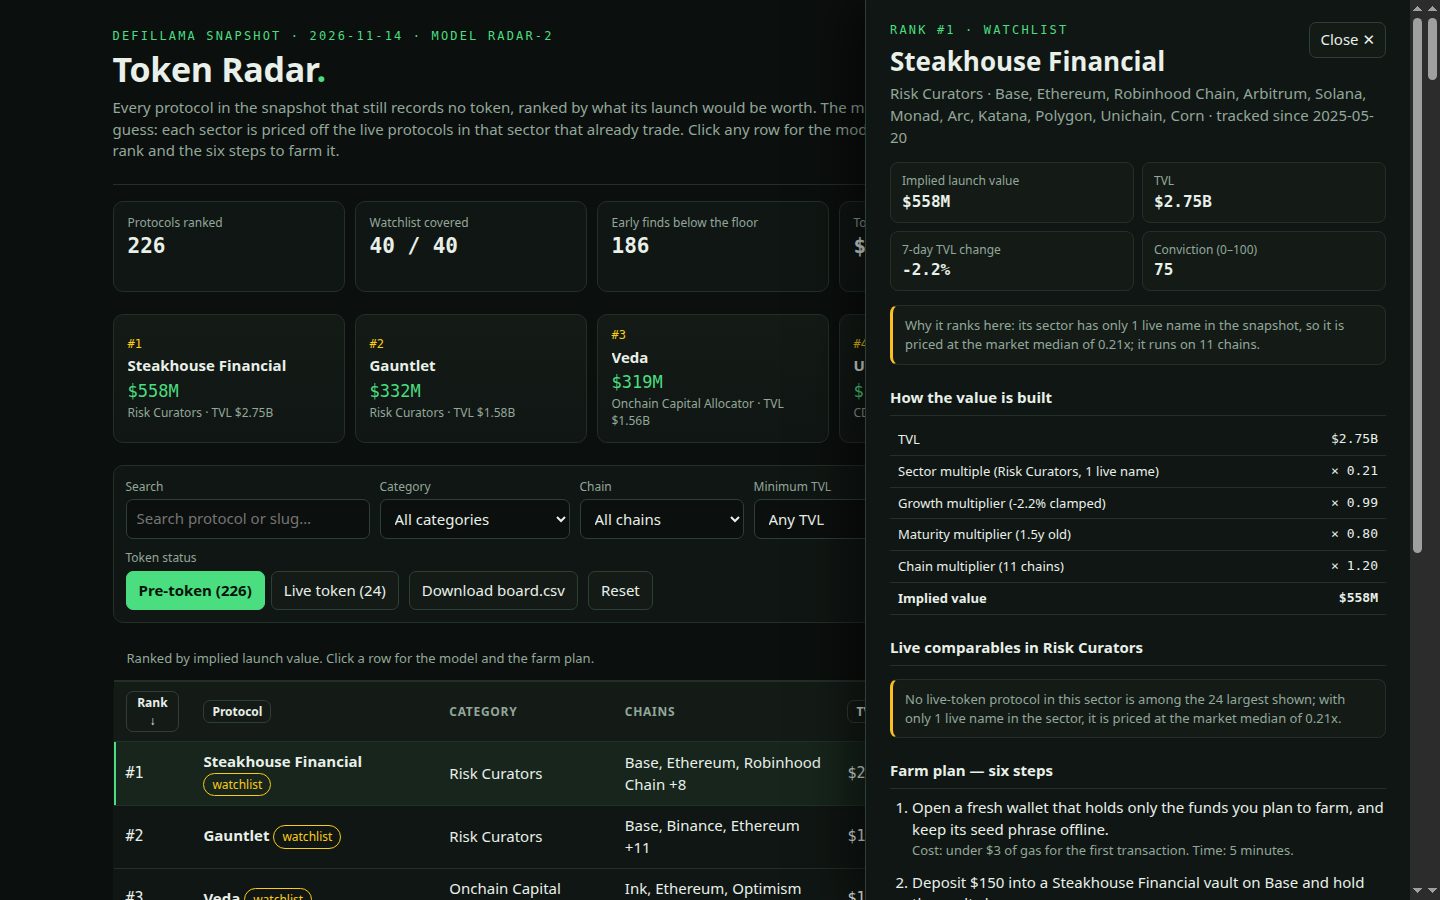 DEFILLAMA SNAPSHOT · 2026-11-14 · MODEL RADAR-2
Token Radar.
Every protocol in the snapshot that still records no token, ranked by what its launch would be worth. The m
guess: each sector is priced off the live protocols in that sector that already trade. Click any row for the mod
rank and the six steps to farm it.
Protocols ranked
226
Watchlist covered
40 / 40
Early finds below the floor
186
To
$
#1
Steakhouse Financial
$558M
Risk Curators · TVL $2.75B
#2
Gauntlet
$332M
Risk Curators · TVL $1.58B
#3
Veda
$319M
Onchain Capital Allocator · TVL
$1.56B
#4
U
$
CD
Search
Search protocol or slug...
Category
All categories
Chain
All chains
Minimum TVL
Any TVL
Token status
Pre-token (226)
Live token (24)
Download board.csv
Reset
Ranked by implied launch value. Click a row for the model and the farm plan.
Rank ↓
Protocol
CATEGORY
CHAINS
TV
#1
Steakhouse Financial
watchlist
Risk Curators
Base, Ethereum, Robinhood
Chain +8
$2
#2
Gauntlet watchlist
Risk Curators
Base, Binance, Ethereum
+11
$1
#3
Veda watchlist
Onchain Capital
Ink, Ethereum, Optimism
$1
RANK #1 · WATCHLIST
Close ✕
Steakhouse Financial
Risk Curators · Base, Ethereum, Robinhood Chain, Arbitrum, Solana,
Monad, Arc, Katana, Polygon, Unichain, Corn · tracked since 2025-05-
20
Implied launch value
$558M
TVL
$2.75B
7-day TVL change
-2.2%
Conviction (0–100)
75
Why it ranks here: its sector has only 1 live name in the snapshot, so it is
priced at the market median of 0.21x; it runs on 11 chains.
How the value is built
TVL $2.75B
Sector multiple (Risk Curators, 1 live name) × 0.21
Growth multiplier (-2.2% clamped) × 0.99
Maturity multiplier (1.5y old) × 0.80
Chain multiplier (11 chains) × 1.20
Implied value $558M
Live comparables in Risk Curators
No live-token protocol in this sector is among the 24 largest shown; with
only 1 live name in the sector, it is priced at the market median of 0.21x.
Farm plan — six steps
1. Open a fresh wallet that holds only the funds you plan to farm, and
keep its seed phrase offline.
Cost: under $3 of gas for the first transaction. Time: 5 minutes.
2. Deposit $150 into a Steakhouse Financial vault on Base and hold